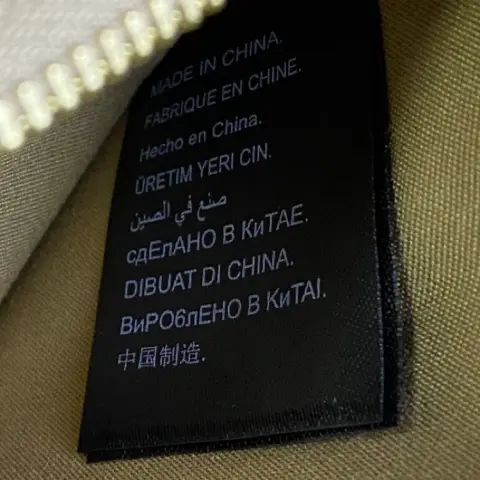 MADE IN CHINA.
FABRIQUE EN CHINE.
Hecho en China.
ÜRETIM YERI CIN.
صنع في الصين
сдЕлАНО В КиТАЕ.
DIBUAT DI CHINA.
ВиРО6лЕНО В КиТАІ.
中国制造.